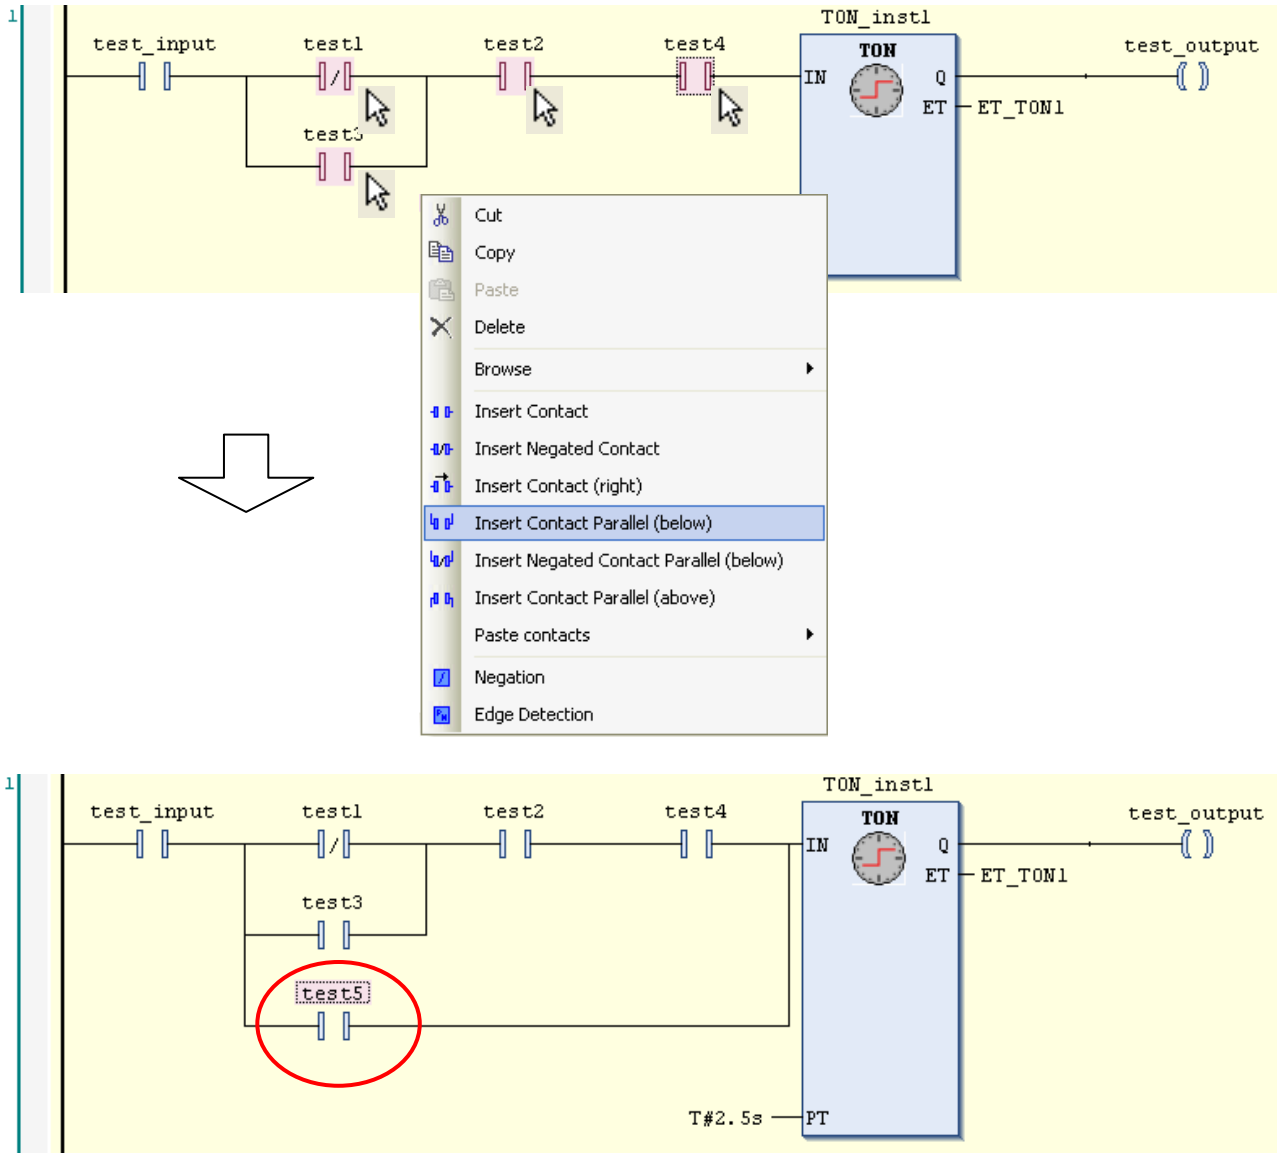 1
TON_inst1
test_input test1 test2 test4 TON test_output
IN Q
ET ET_TON1
test3
Cut
Copy
Paste
Delete
Browse
Insert Contact
Insert Negated Contact
Insert Contact (right)
Insert Contact Parallel (below)
Insert Negated Contact Parallel (below)
Insert Contact Parallel (above)
Paste contacts
Negation
Edge Detection
1
TON_inst1
test_input test1 test2 test4 TON test_output
IN Q
ET ET_TON1
test3
test5
T#2.5s PT